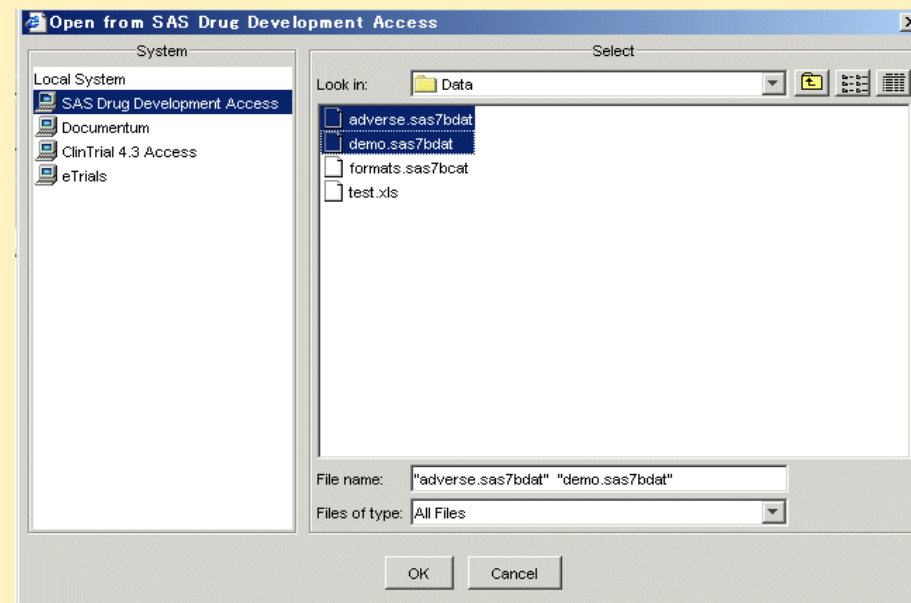 Open from SAS Drug Development Access
System
Local System
SAS Drug Development Access
Documentum
ClinTrial 4.3 Access
eTrials
Select
Look in: Data
adverse.sas7bdat
demo.sas7bdat
formats.sas7bcat
test.xls
File name: "adverse.sas7bdat" "demo.sas7bdat"
Files of type: All Files
OK Cancel